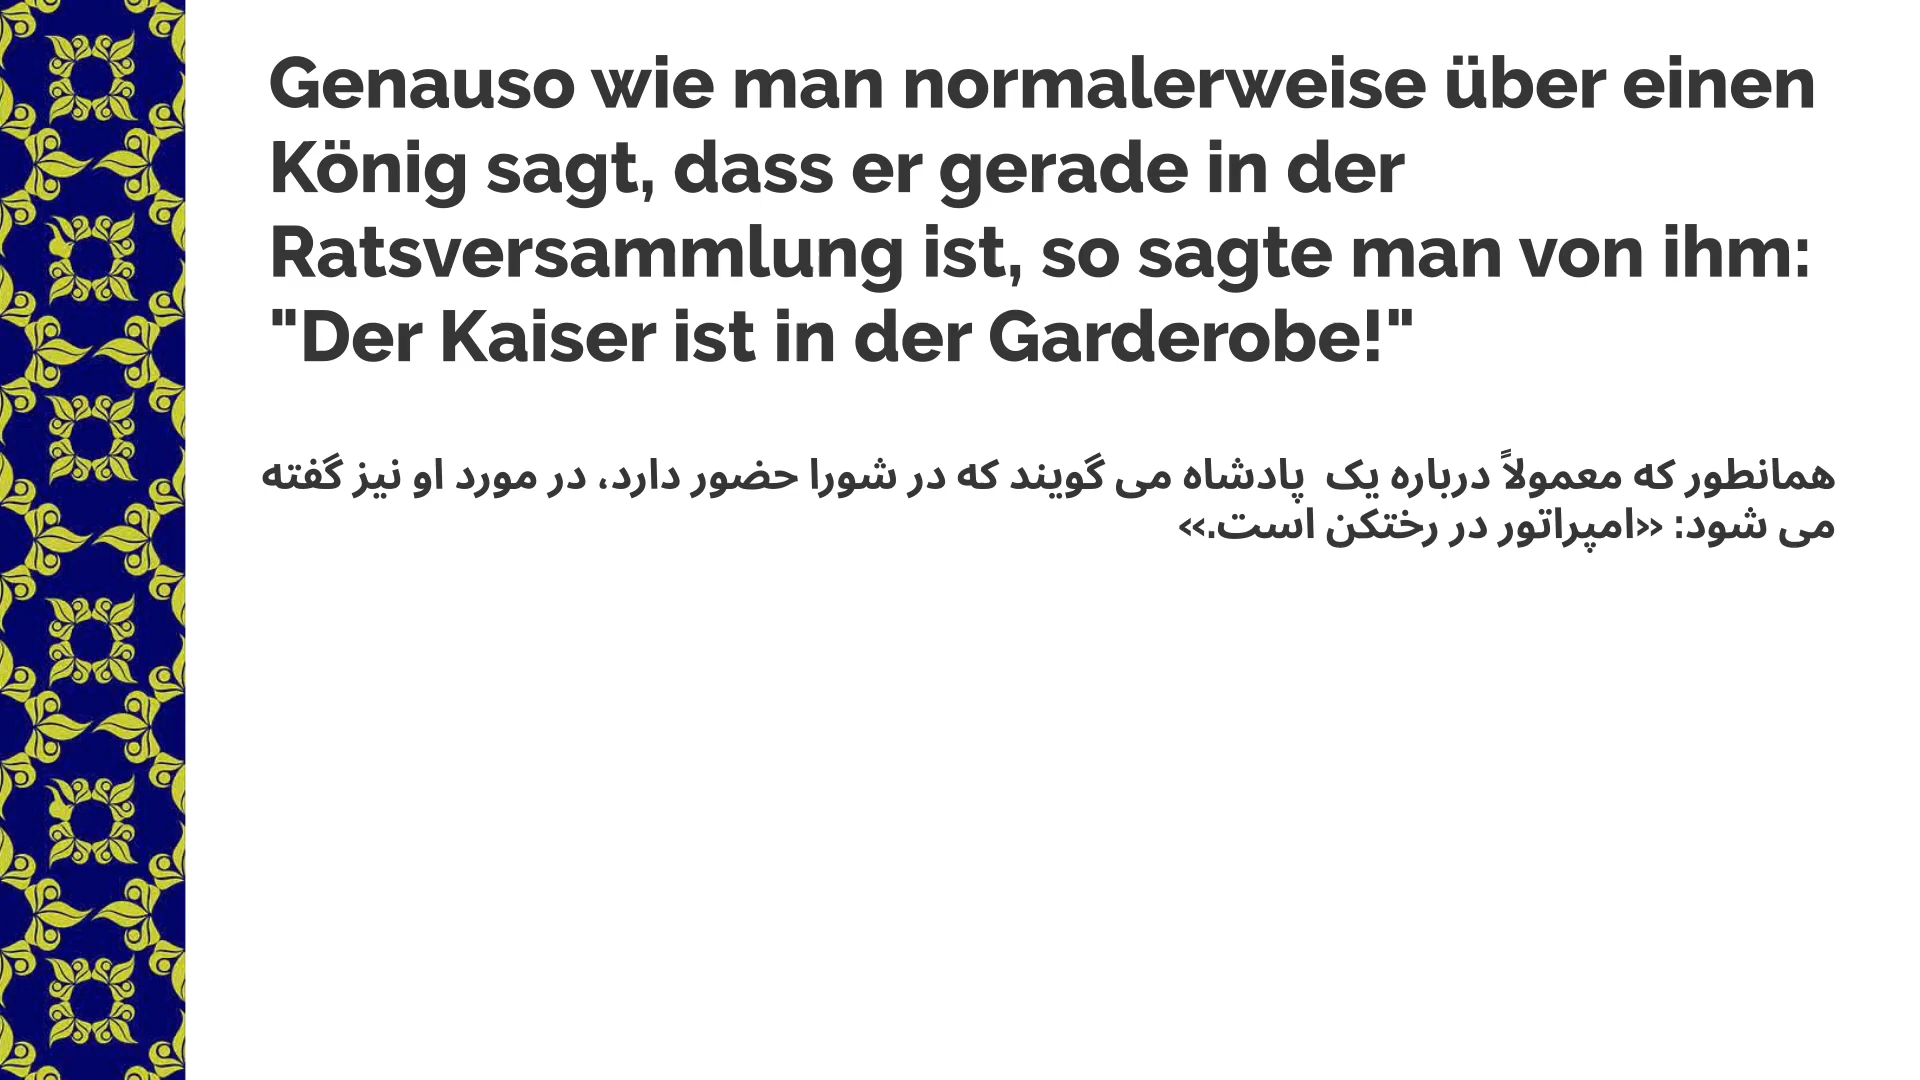 Genauso wie man normalerweise über einen
König sagt, dass er gerade in der
Ratsversammlung ist, so sagte man von ihm:
"Der Kaiser ist in der Garderobe!"
همانطور که معمولاً درباره یک  پادشاه می گویند که در شورا حضور دارد، در مورد او نیز گفته
می شود: «امپراتور در رختکن است.»